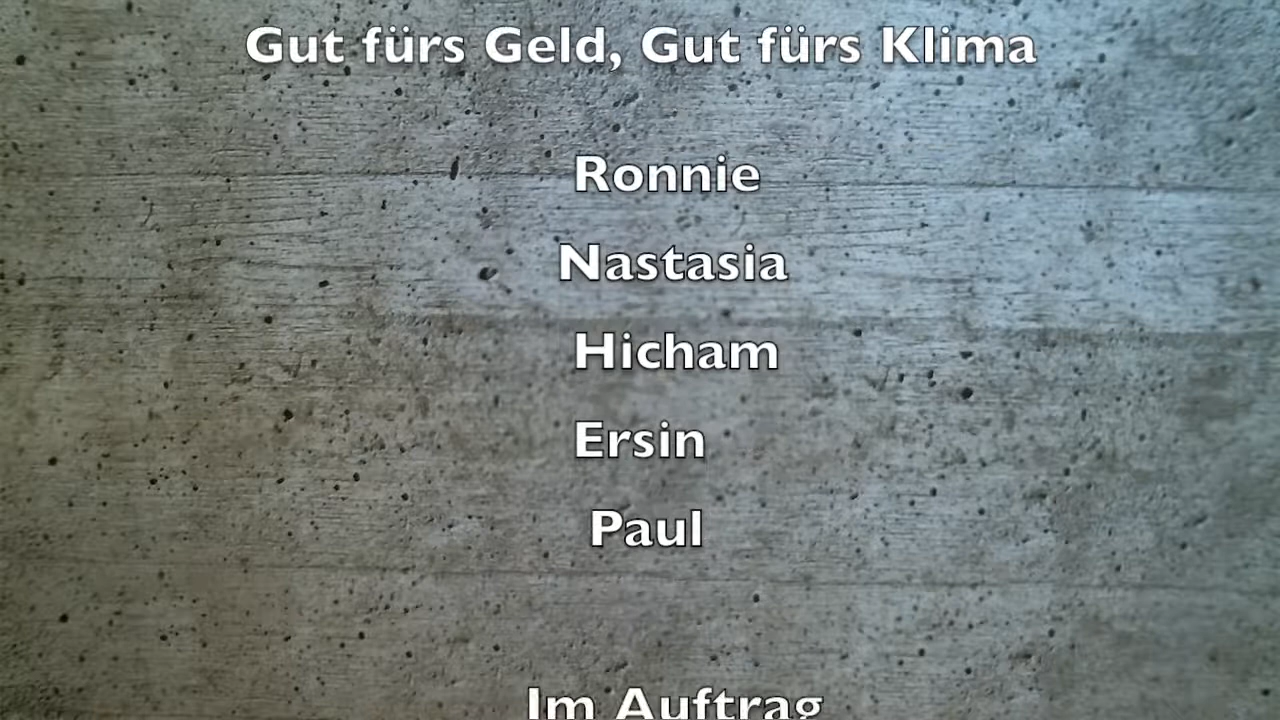 Gut fürs Geld, Gut fürs Klima
Ronnie
Nastasia
Hicham
Ersin
Paul
Im Auftrag